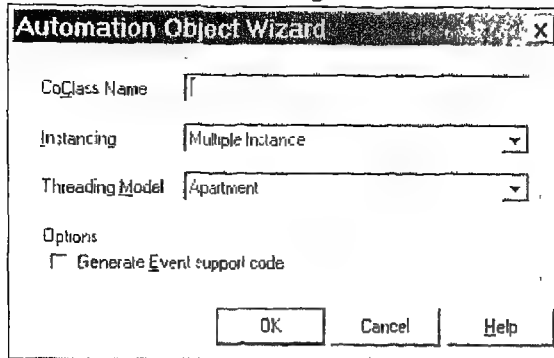 Automation Object Wizard
CoClass Name
Instancing Multiple Instance
Threading Model Apartment
Options
Generate Event support code
OK Cancel Help